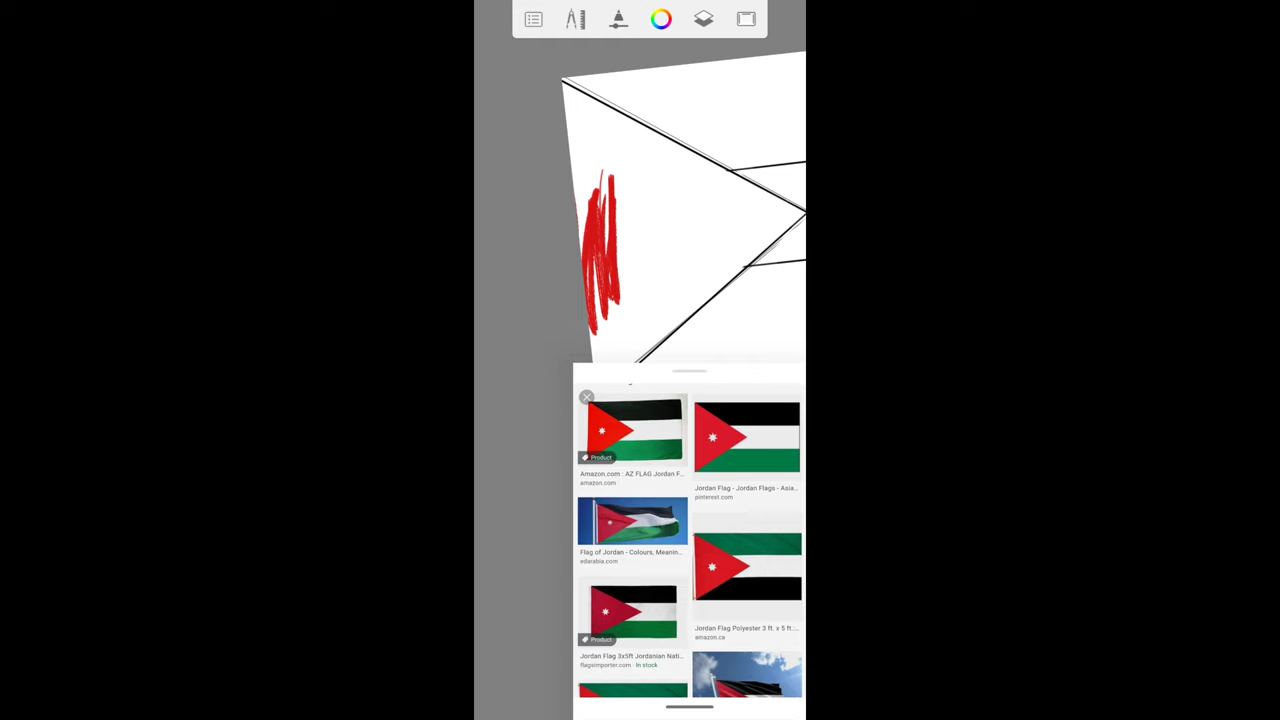 Product
Amazon.com : AZ FLAG Jordan F...
amazon.com
Jordan Flag - Jordan Flags - Asia...
pinterest.com
Flag of Jordan - Colours, Meanin...
edarabia.com
Jordan Flag Polyester 3 ft. x 5 ft.:...
amazon.ca
Product
Jordan Flag 3x5ft Jordanian Nati...
flagsimporter.com · In stock